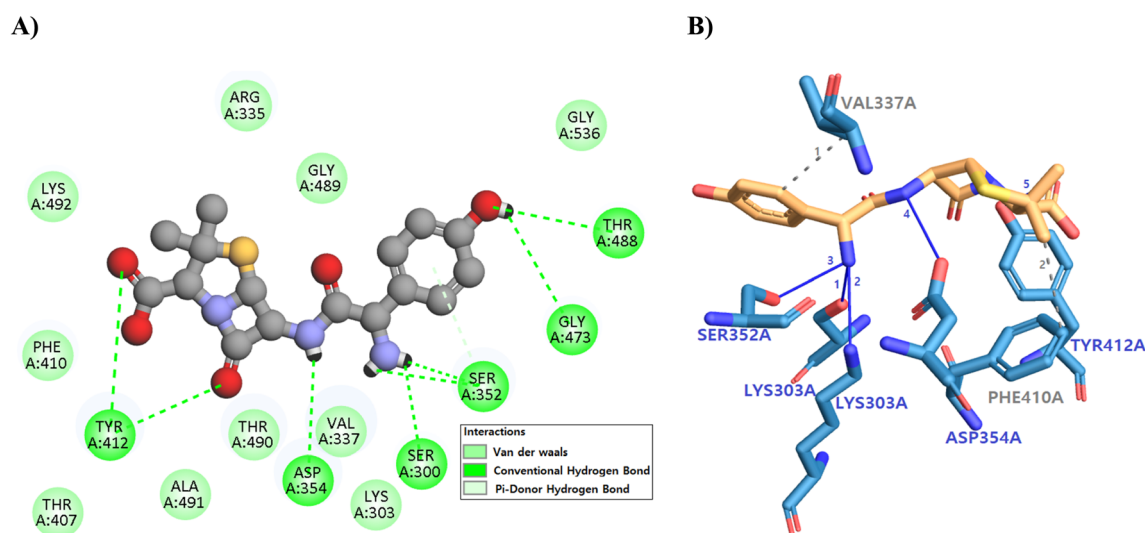 A)
B)
ARG
A:335
GLY
A:536
GLY
A:489
LYS
A:492
THR
A:488
GLY
A:473
PHE
A:410
SER
A:352
TYR
A:412
THR
A:490
VAL
A:337
SER
A:300
ASP
A:354
ALA
A:491
LYS
A:303
THR
A:407
Interactions
Van der waals
Conventional Hydrogen Bond
Pi-Donor Hydrogen Bond
VAL337A
1
5
4
3
2
1
2
SER352A
LYS303A
LYS303A
TYR412A
PHE410A
ASP354A